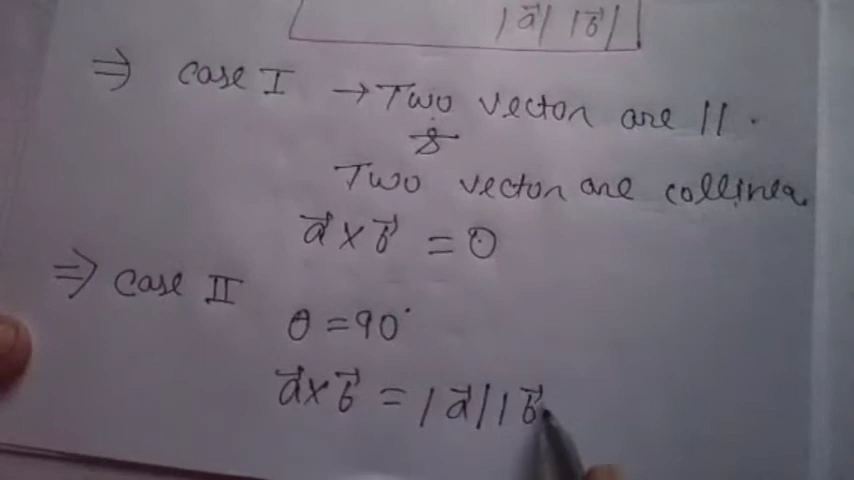 |a⃗| |b⃗|
⇒ Case I → Two vector are ||.
&
Two vector are collinea
a⃗ × b⃗ = 0
⇒ Case II
θ = 90°
a⃗ × b⃗ = |a⃗| | b⃗